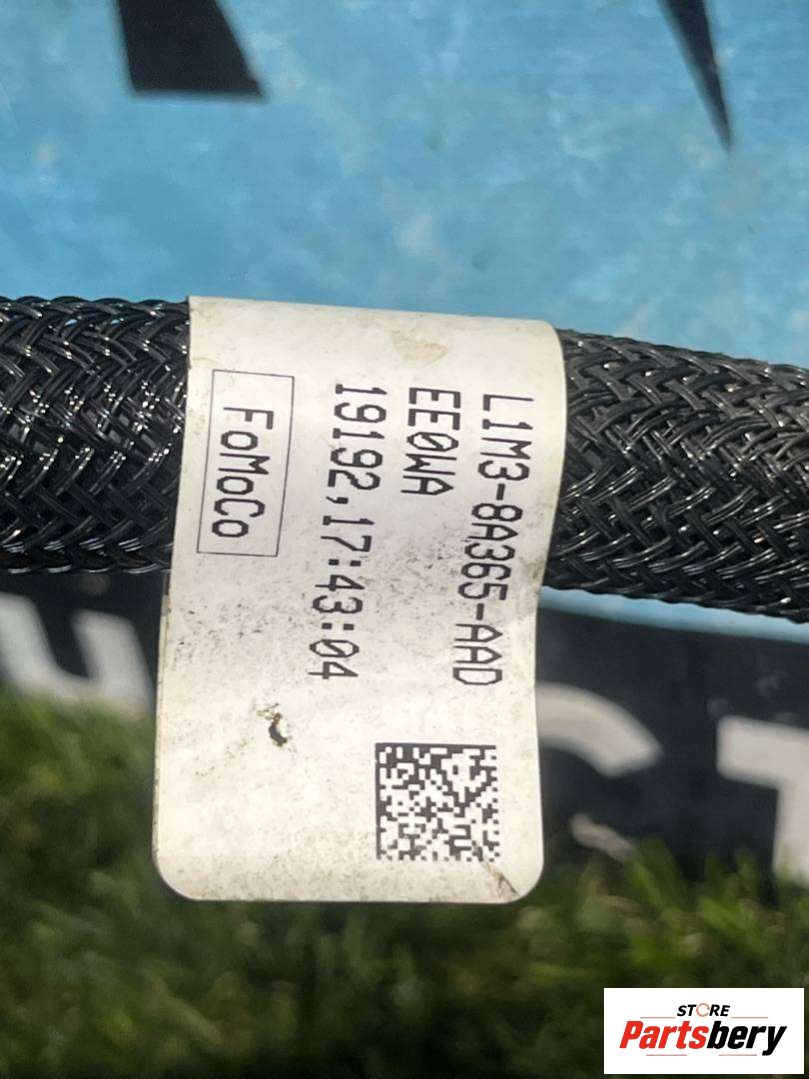 L1M3-8A365-AAD
EE0WA
19192,17:43:04
FoMoCo
STORE
Partsbery